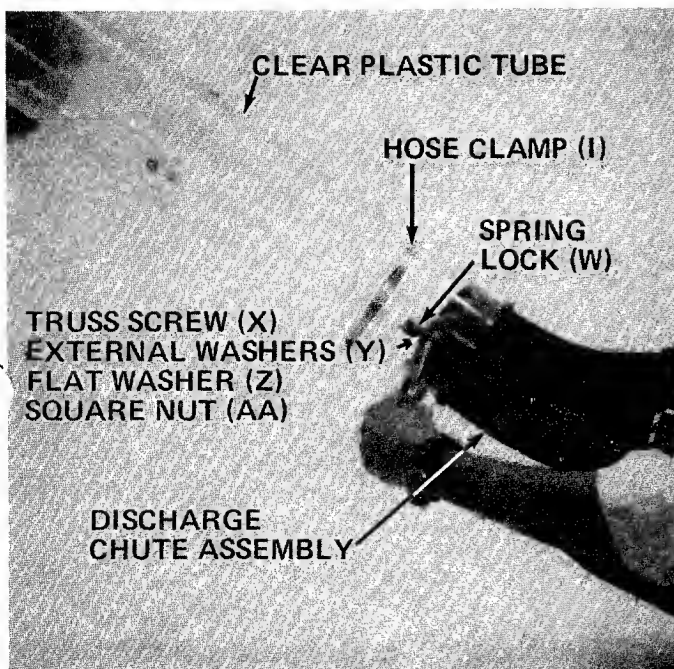 CLEAR PLASTIC TUBE
HOSE CLAMP (I)
SPRING
LOCK (W)
TRUSS SCREW (X)
EXTERNAL WASHERS (Y)
FLAT WASHER (Z)
SQUARE NUT (AA)
DISCHARGE
CHUTE ASSEMBLY